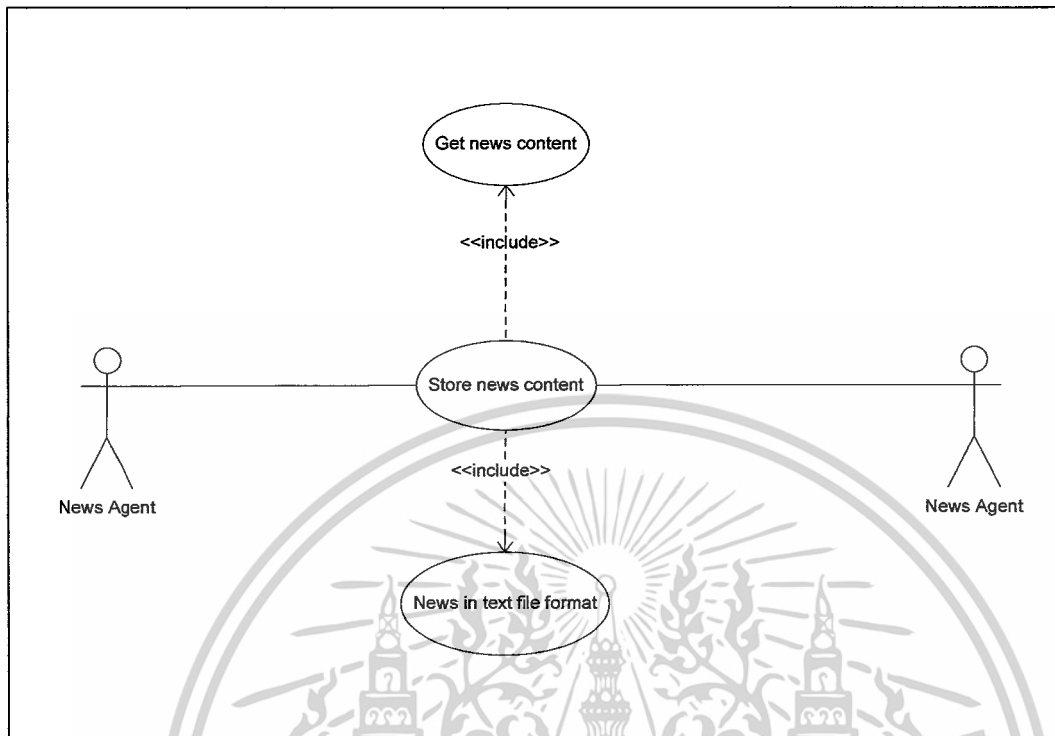 Get news content
<<include>>
Store news content
<<include>>
News Agent
News Agent
News in text file format